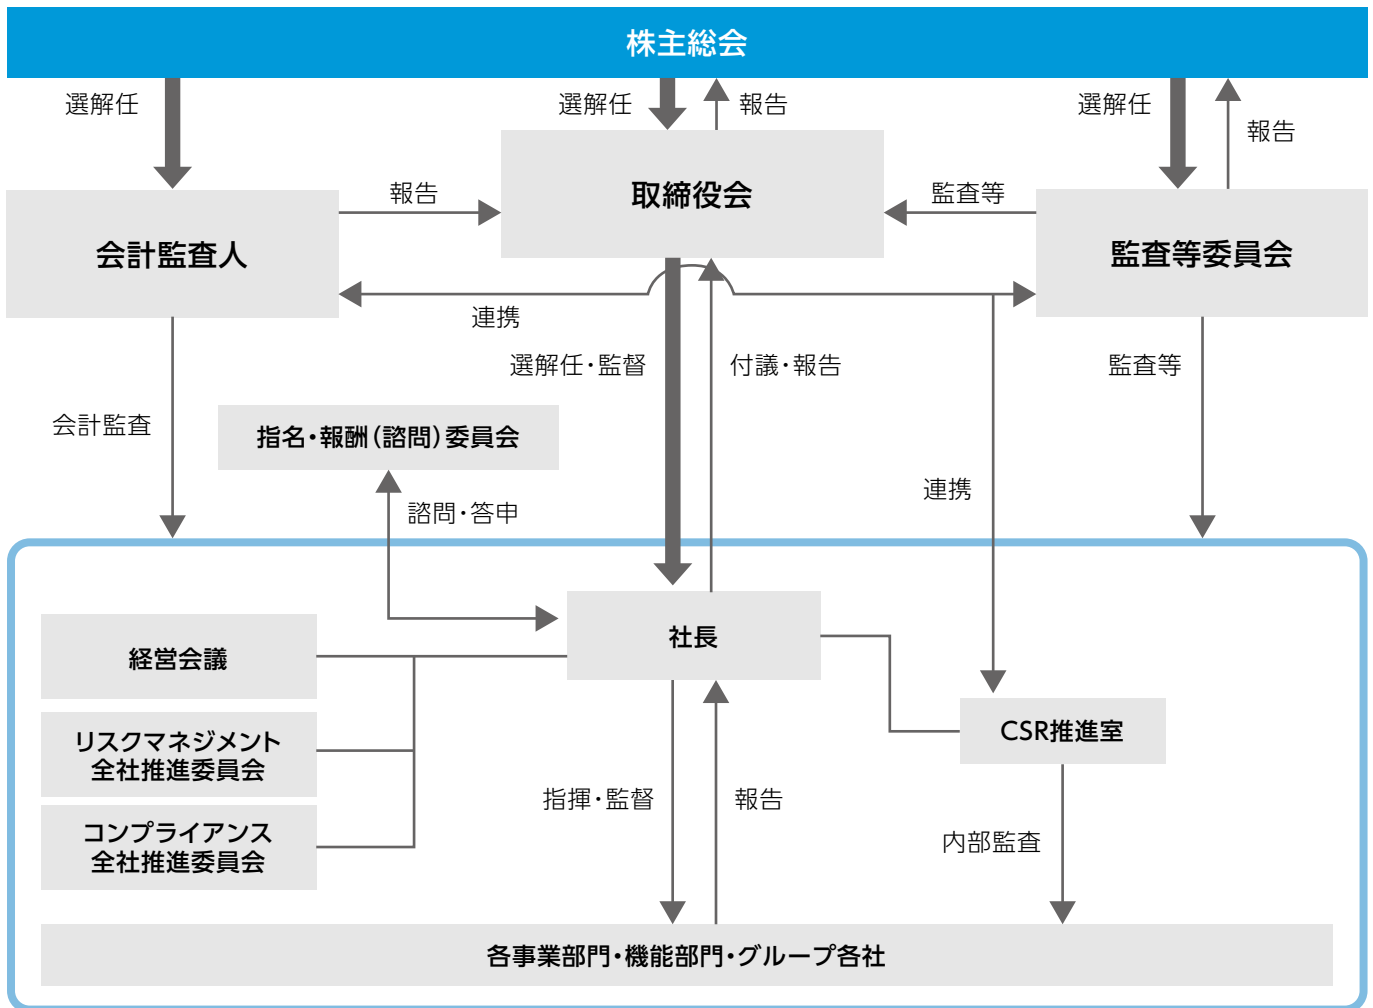 株主総会
選解任
選解任
報告
選解任
報告
報告
取締役会
監査等
会計監査人
監査等委員会
連携
選解任・監督
付議・報告
監査等
会計監査
指名・報酬(諮問)委員会
連携
諮問・答申
社長
経営会議
CSR推進室
リスクマネジメント
全社推進委員会
指揮・監督
報告
コンプライアンス
全社推進委員会
内部監査
各事業部門・機能部門・グループ各社